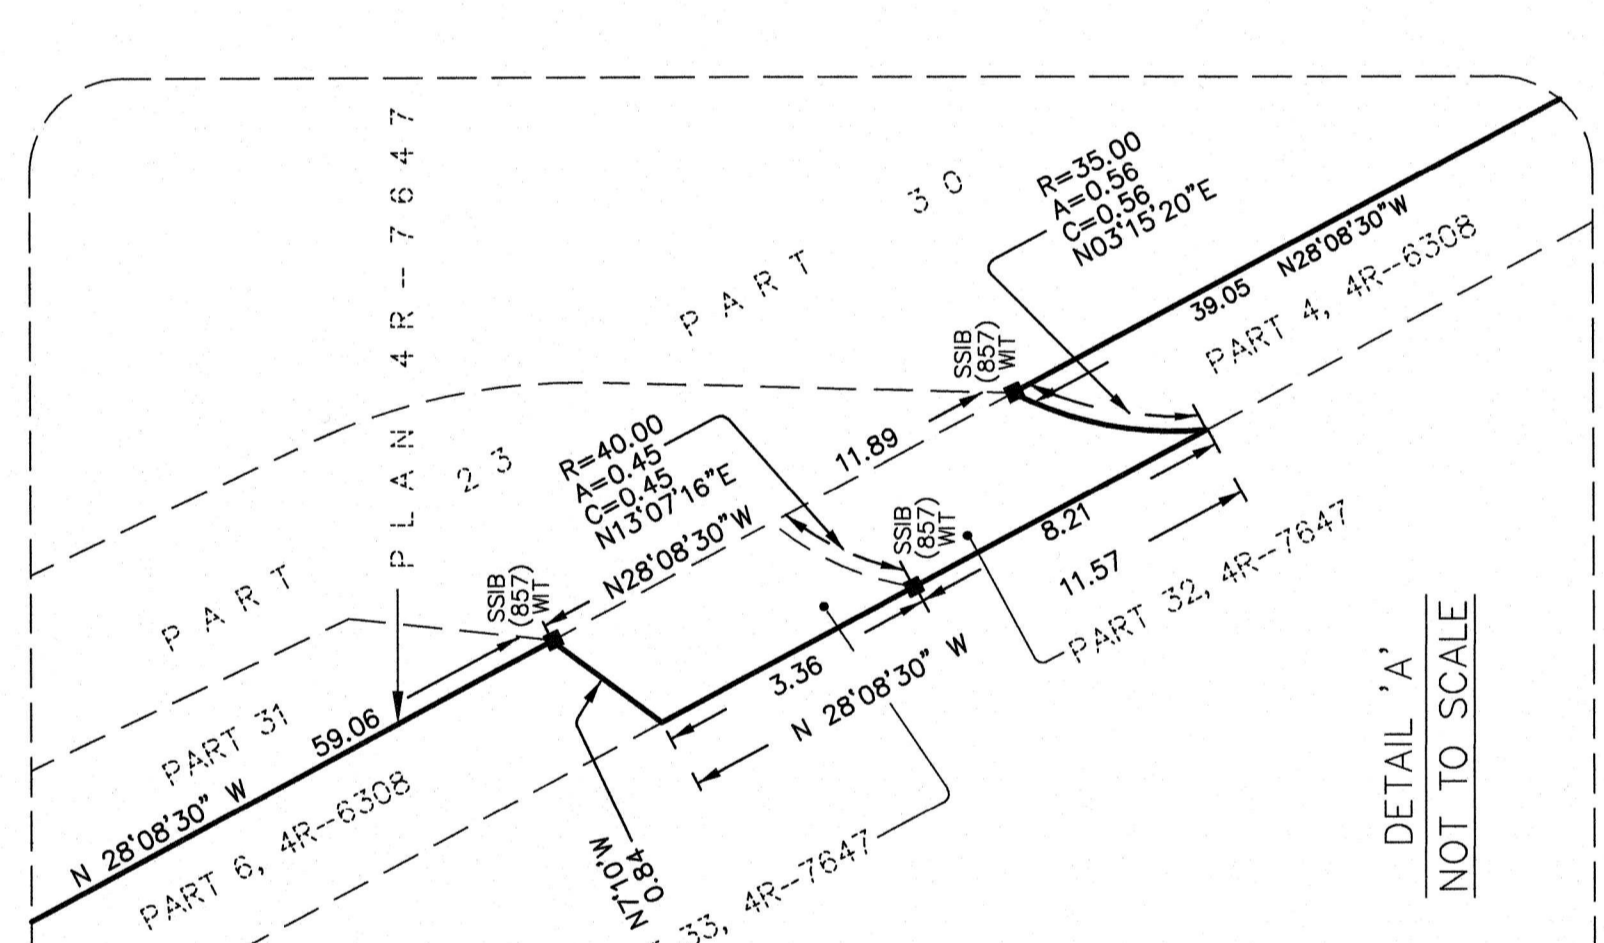 PLAN 4R-7647
PART 30
R=35.00
A=0.56
C=0.56
N03°15'20"E
N28°08'30"W
39.05
PART 4, 4R-6308
SSIB
(857)
WIT
11.89
PART 23
R=40.00
A=0.45
C=0.45
N13°07'16"E
N28°08'30"W
SSIB
(857)
WIT
SSIB
(857)
WIT
8.21
11.57
PART 32, 4R-7647
3.36
N 28°08'30" W
PART 31
59.06
N 28°08'30" W
PART 6, 4R-6308
N7°10'W
0.84
33, 4R-7647
DETAIL 'A'
NOT TO SCALE